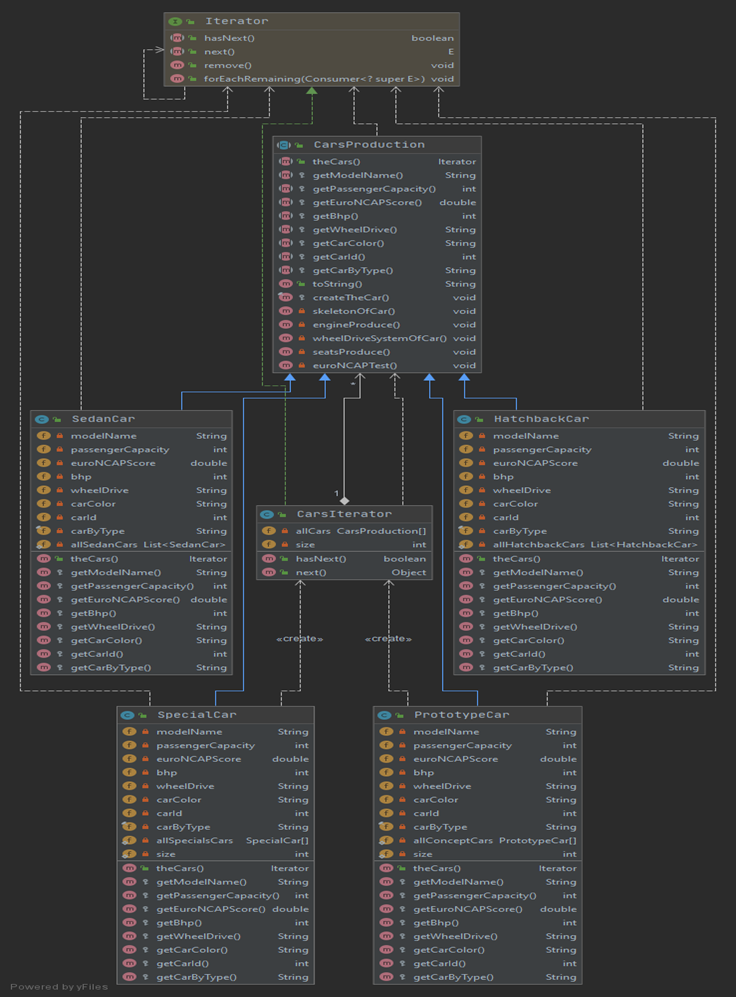 Iterator
hasNext() boolean
next() E
remove() void
forEachRemaining(Consumer<? super E>) void
CarsProduction
theCars() Iterator
getModelName() String
getPassengerCapacity() int
getEuroNCAPScore() double
getBhp() int
getWheelDrive() String
getCarColor() String
getCarId() int
getCarByType() String
toString() String
createTheCar() void
skeletonOfCar() void
engineProduce() void
wheelDriveSystemOfCar() void
seatsProduce() void
euroNCAPTest() void
SedanCar
modelName String
passengerCapacity int
euroNCAPScore double
bhp int
wheelDrive String
carColor String
carId int
carByType String
allSedanCars List<SedanCar>
theCars() Iterator
getModelName() String
getPassengerCapacity() int
getEuroNCAPScore() double
getBhp() int
getWheelDrive() String
getCarColor() String
getCarId() int
getCarByType() String
*
1
CarsIterator
allCars CarsProduction[]
size int
hasNext() boolean
next() Object
HatchbackCar
modelName String
passengerCapacity int
euroNCAPScore double
bhp int
wheelDrive String
carColor String
carId int
carByType String
allHatchbackCars List<HatchbackCar>
theCars() Iterator
getModelName() String
getPassengerCapacity() int
getEuroNCAPScore() double
getBhp() int
getWheelDrive() String
getCarColor() String
getCarId() int
getCarByType() String
«create» «create»
SpecialCar
modelName String
passengerCapacity int
euroNCAPScore double
bhp int
wheelDrive String
carColor String
carId int
carByType String
allSpecialsCars SpecialCar[]
size int
theCars() Iterator
getModelName() String
getPassengerCapacity() int
getEuroNCAPScore() double
getBhp() int
getWheelDrive() String
getCarColor() String
getCarId() int
getCarByType() String
PrototypeCar
modelName String
passengerCapacity int
euroNCAPScore double
bhp int
wheelDrive String
carColor String
carId int
carByType String
allConceptCars PrototypeCar[]
size int
theCars() Iterator
getModelName() String
getPassengerCapacity() int
getEuroNCAPScore() double
getBhp() int
getWheelDrive() String
getCarColor() String
getCarId() int
getCarByType() String
Powered by yFiles